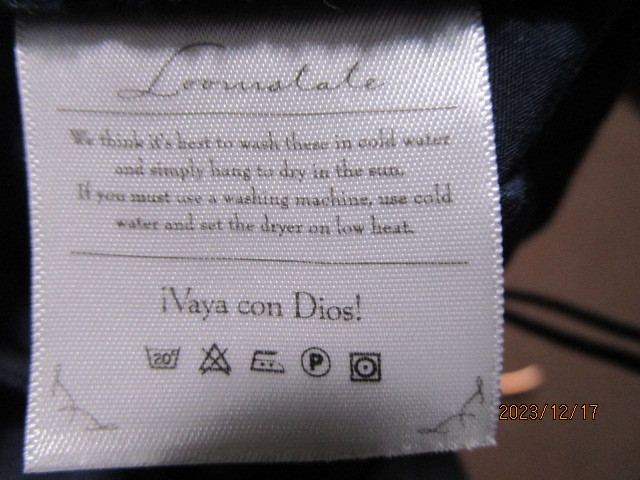 Loomstate
We think it's best to wash these in cold water
and simply hang to dry in the sun.
If you must use a washing machine, use cold
water and set the dryer on low heat.
¡Vaya con Dios!
20° P
2023/12/17